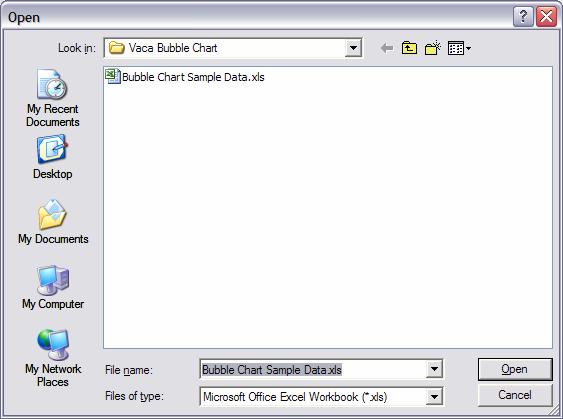 Open
Look in: Vaca Bubble Chart
Bubble Chart Sample Data.xls
My Recent
Documents
Desktop
My Documents
My Computer
My Network
Places
File name: Bubble Chart Sample Data.xls Open
Files of type: Microsoft Office Excel Workbook (*.xls) Cancel